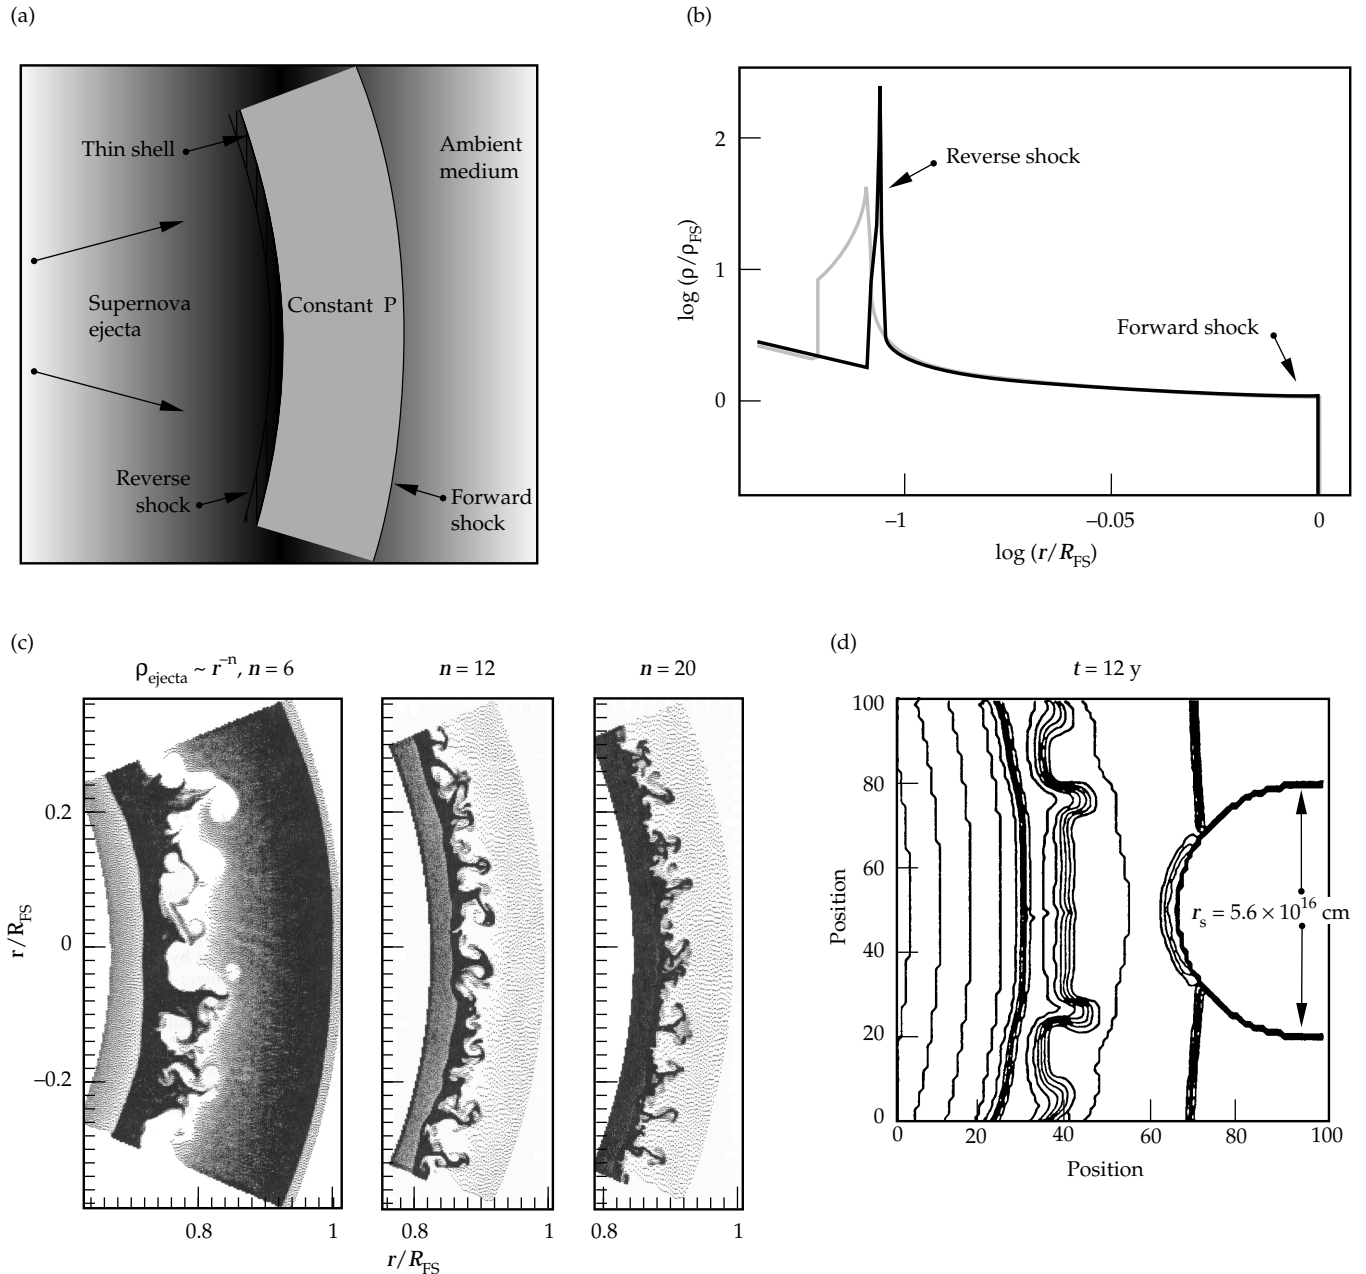 (a)
Thin shell
Ambient
medium
Supernova
ejecta
Constant P
Reverse
shock
Forward
shock
(b)
log (ρ/ρFS)
2
1
0
Reverse shock
Forward shock
–1
–0.05
0
log (r/RFS)
(c)
ρejecta ~ r–n, n = 6
n = 12
n = 20
r/RFS
0.2
0
–0.2
0.8
1
0.8
1
0.8
1
r/RFS
(d)
t = 12 y
Position
100
80
60
40
20
0
rs = 5.6 × 10^16 cm
0
20
40
60
80
100
Position